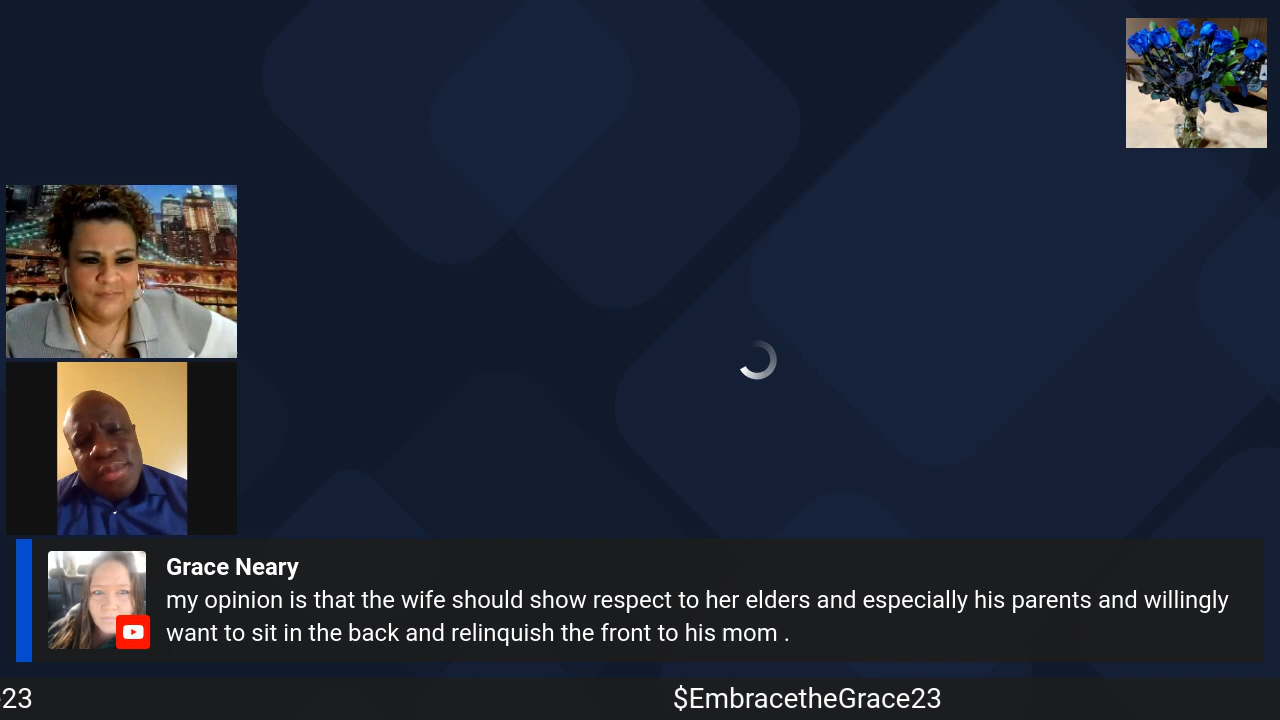 Grace Neary
my opinion is that the wife should show respect to her elders and especially his parents and willingly
want to sit in the back and relinquish the front to his mom .
23 $EmbracetheGrace23